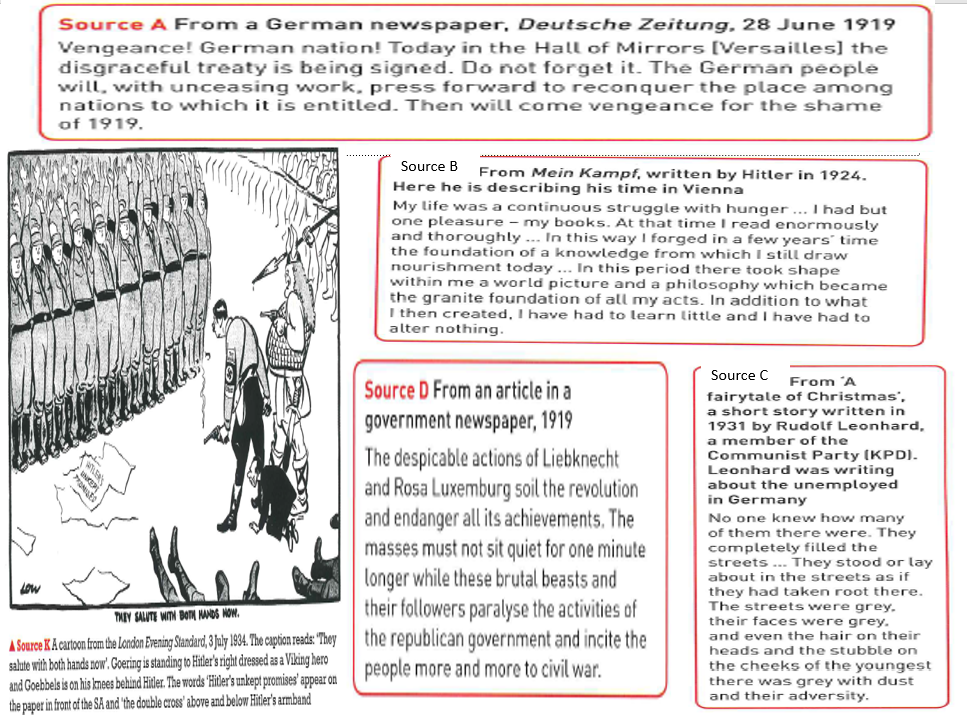 Source A From a German newspaper, Deutsche Zeitung, 28 June 1919
Vengeance! German nation! Today in the Hall of Mirrors [Versailles] the
disgraceful treaty is being signed. Do not forget it. The German people
will, with unceasing work, press forward to reconquer the place among
nations to which it is entitled. Then will come vengeance for the shame
of 1919.
Source B
From Mein Kampf, written by Hitler in 1924.
Here he is describing his time in Vienna
My life was a continuous struggle with hunger ... I had but
one pleasure – my books. At that time I read enormously
and thoroughly ... In this way I forged in a few years' time
the foundation of a knowledge from which I still draw
nourishment today ... In this period there took shape
within me a world picture and a philosophy which became
the granite foundation of all my acts. In addition to what
I then created, I have had to learn little and I have had to
alter nothing.
HITLER'S
UNKEPT
PROMISES
LOW
THEY SALUTE WITH BOTH HANDS NOW.
▲ Source K A cartoon from the London Evening Standard, 3 July 1934. The caption reads: 'They
salute with both hands now'. Goering is standing to Hitler's right dressed as a Viking hero
and Goebbels is on his knees behind Hitler. The words 'Hitler's unkept promises' appear on
the paper in front of the SA and 'the double cross' above and below Hitler's armband
Source D From an article in a
government newspaper, 1919
The despicable actions of Liebknecht
and Rosa Luxemburg soil the revolution
and endanger all its achievements. The
masses must not sit quiet for one minute
longer while these brutal beasts and
their followers paralyse the activities of
the republican government and incite the
people more and more to civil war.
Source C
From 'A
fairytale of Christmas',
a short story written in
1931 by Rudolf Leonhard,
a member of the
Communist Party (KPD).
Leonhard was writing
about the unemployed
in Germany
No one knew how many
of them there were. They
completely filled the
streets ... They stood or lay
about in the streets as if
they had taken root there.
The streets were grey,
their faces were grey,
and even the hair on their
heads and the stubble on
the cheeks of the youngest
there was grey with dust
and their adversity.